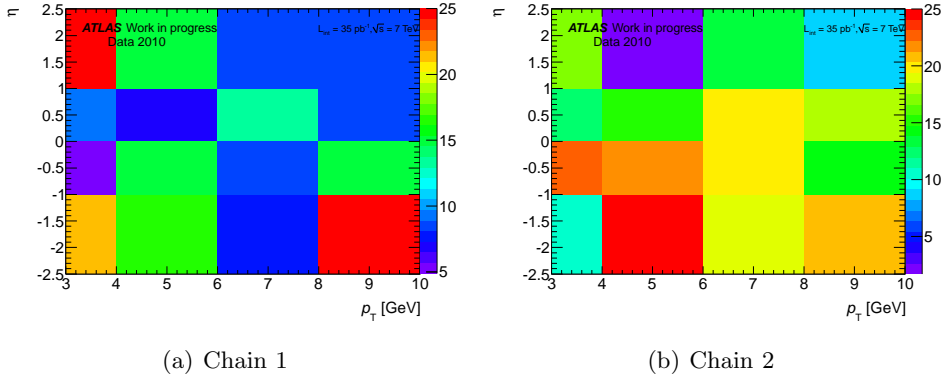 η 2.5 ATLAS Work in progress L_int = 35 pb⁻¹,√s = 7 TeV 25
2 Data 2010
1.5 20
1
0.5 15
0
-0.5
-1 10
-1.5
-2
-2.5 5
3 4 5 6 7 8 9 10
p_T [GeV]
(a) Chain 1
η 2.5 ATLAS Work in progress L_int = 35 pb⁻¹,√s = 7 TeV 25
2 Data 2010
1.5 20
1
0.5 15
0
-0.5 10
-1
-1.5
-2 5
-2.5
3 4 5 6 7 8 9 10
p_T [GeV]
(b) Chain 2